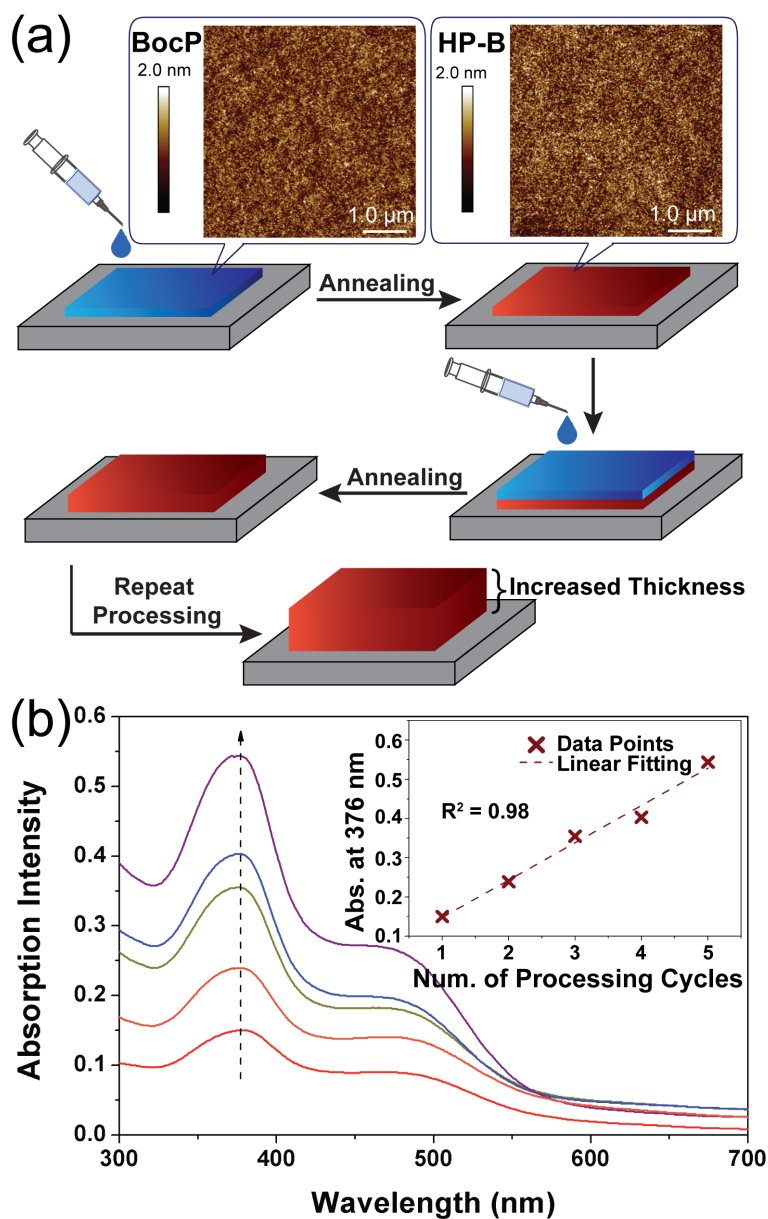 (a)
BocP
2.0 nm
1.0 µm
HP-B
2.0 nm
1.0 µm
Annealing
Annealing
Repeat
Processing
Increased Thickness
(b)
Absorption Intensity
0.6
0.5
0.4
0.3
0.2
0.1
0.0
300
400
500
600
700
Wavelength (nm)
Abs. at 376 nm
0.6
0.5
0.4
0.3
0.2
0.1
Data Points
Linear Fitting
R² = 0.98
1
2
3
4
5
Num. of Processing Cycles